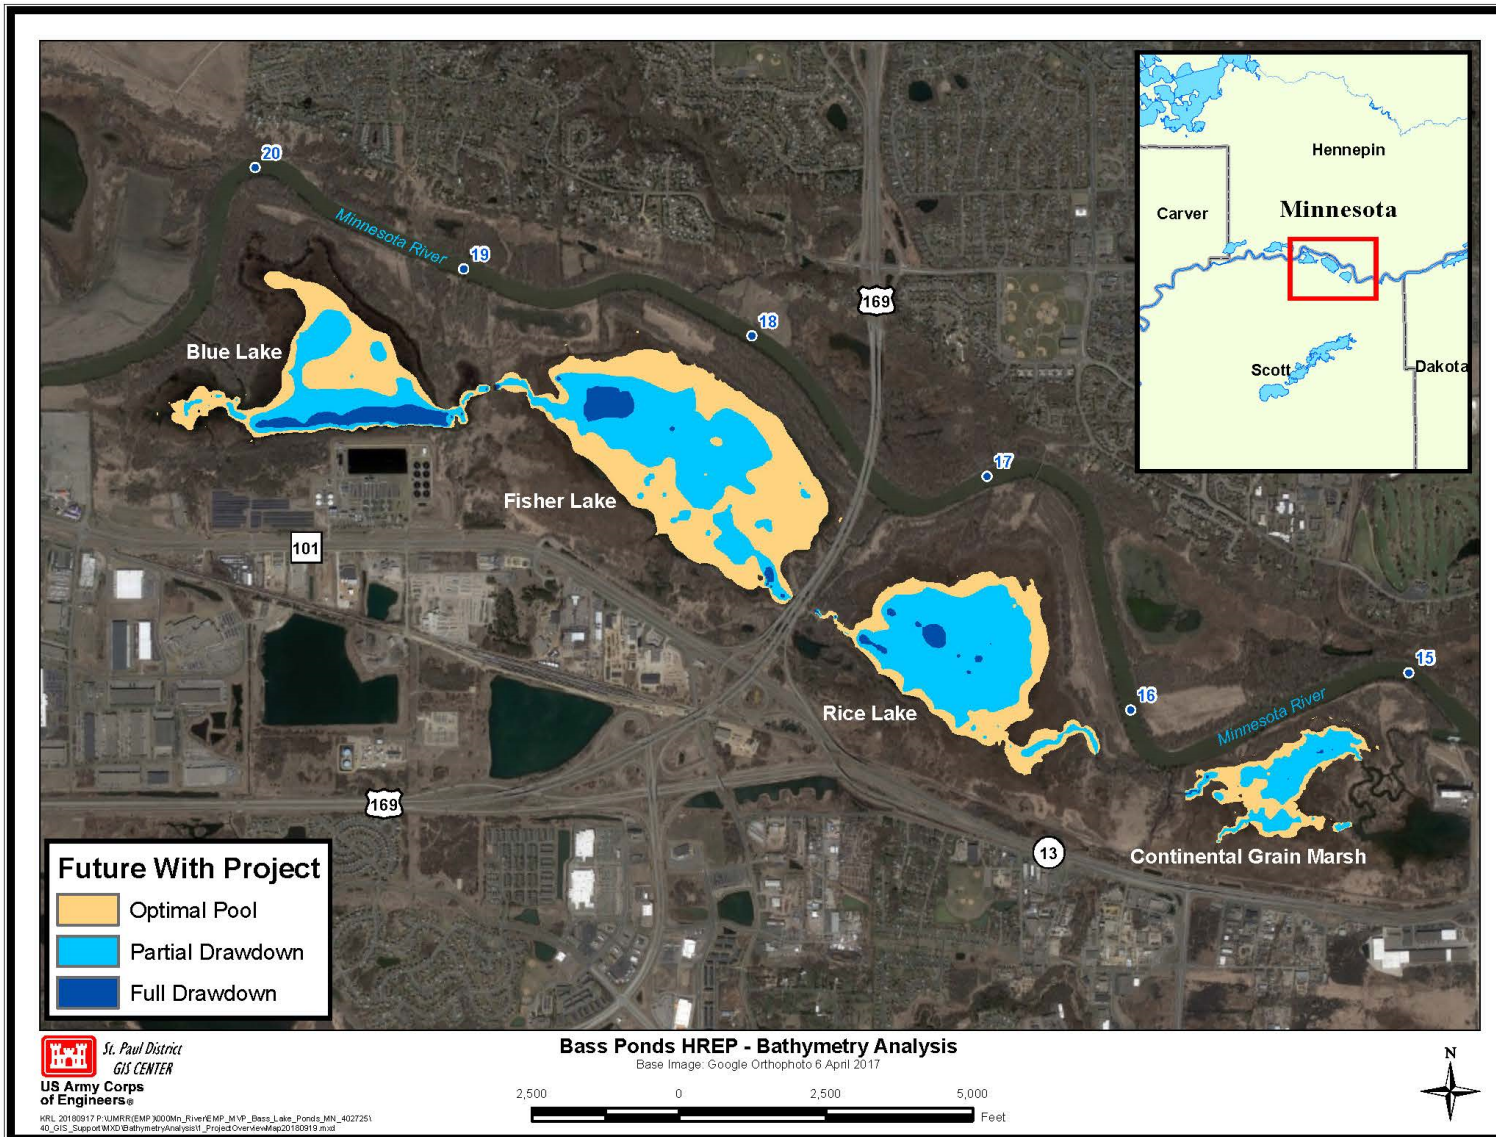 20
Minnesota River
19
18
169
Blue Lake
Fisher Lake
17
101
15
16
Rice Lake
Minnesota River
169
13
Continental Grain Marsh
Hennepin
Carver
Minnesota
Scott
Dakota
Future With Project
Optimal Pool
Partial Drawdown
Full Drawdown
St. Paul District
GIS CENTER
US Army Corps
of Engineers®
Bass Ponds HREP - Bathymetry Analysis
Base Image: Google Orthophoto 6 April 2017
2,500 0 2,500 5,000
Feet
N